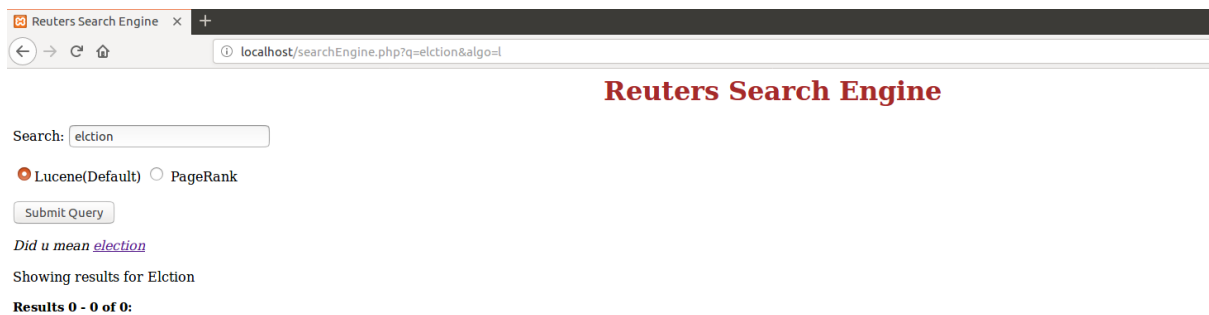 Reuters Search Engine × +
localhost/searchEngine.php?q=elction&algo=l
Reuters Search Engine
Search: elction
Lucene(Default) PageRank
Submit Query
Did u mean election
Showing results for Elction
Results 0 - 0 of 0: